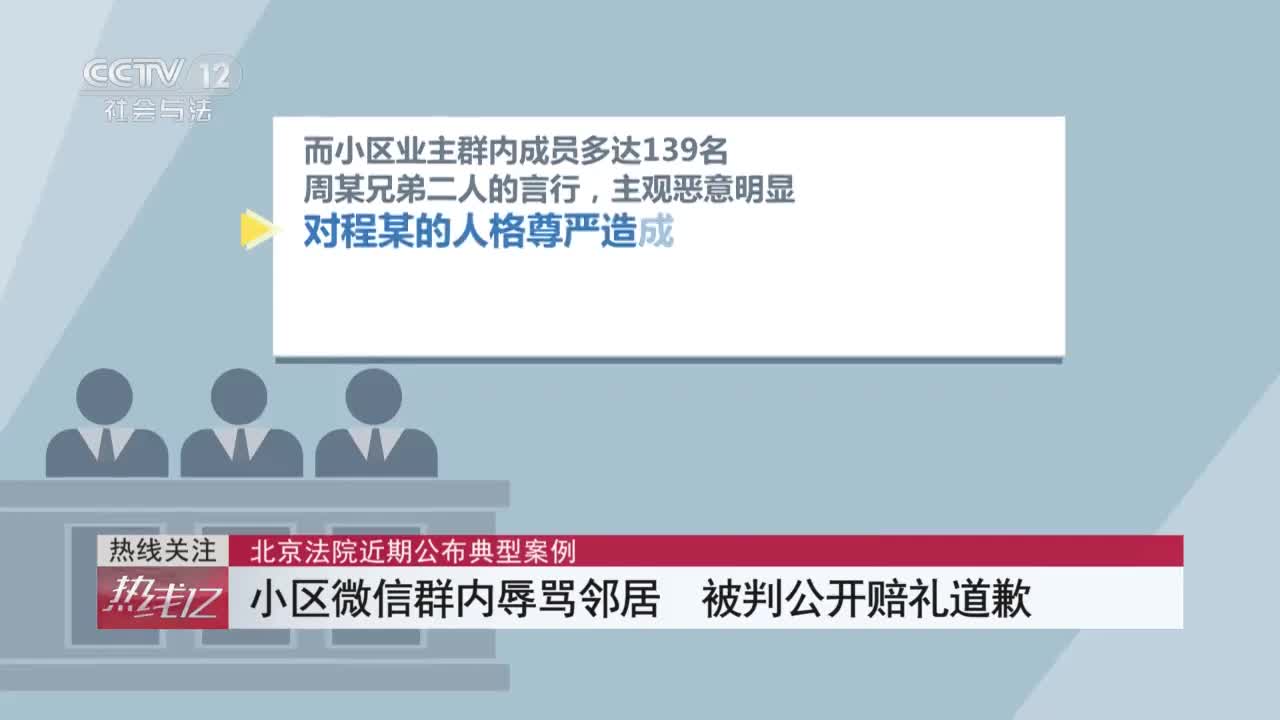 CCTV 12
社会与法
而小区业主群内成员多达139名
周某兄弟二人的言行，主观恶意明显
对程某的人格尊严造成
热线关注
北京法院近期公布典型案例
热线12
小区微信群内辱骂邻居 被判公开赔礼道歉